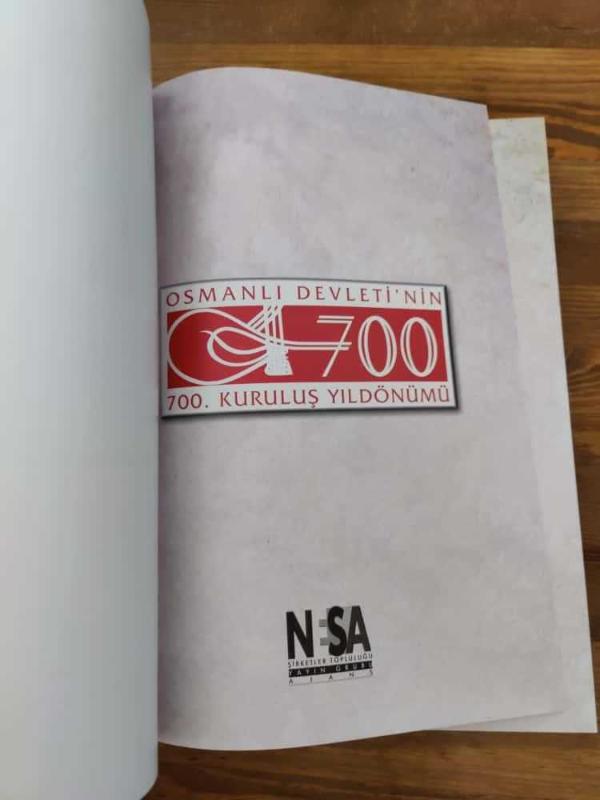 OSMANLI DEVLETİ'NİN
700
700. KURULUŞ YILDÖNÜMÜ
NESA
ŞİRKETLER TOPLULUĞU
YAYIN GRUBU
AJANS